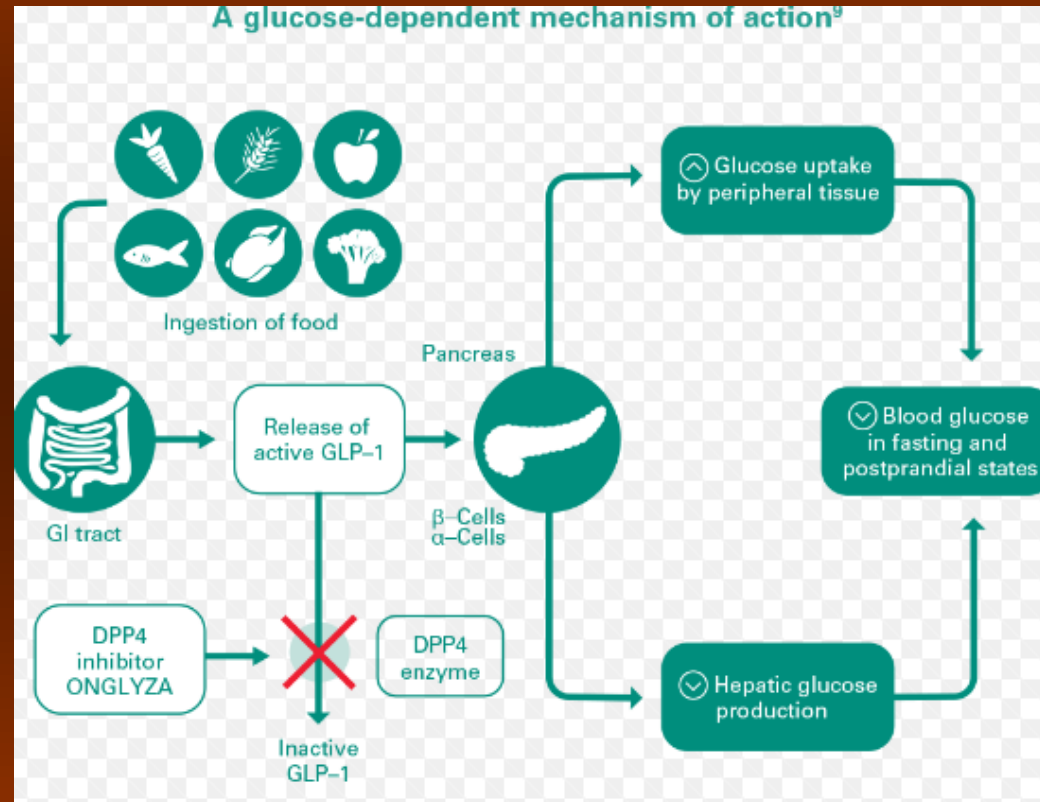 A glucose-dependent mechanism of action⁹
Ingestion of food
GI tract
Release of
active GLP–1
Pancreas
β–Cells
α–Cells
DPP4
inhibitor
ONGLYZA
DPP4
enzyme
Inactive
GLP–1
Glucose uptake
by peripheral tissue
Blood glucose
in fasting and
postprandial states
Hepatic glucose
production